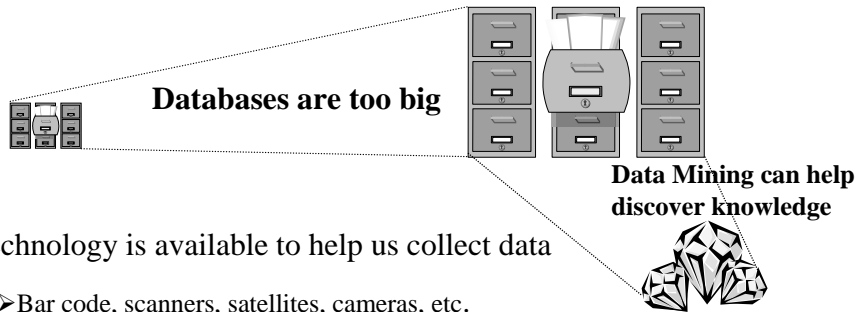 Databases are too big
Data Mining can help
discover knowledge
chnology is available to help us collect data
➢Bar code, scanners, satellites, cameras, etc.